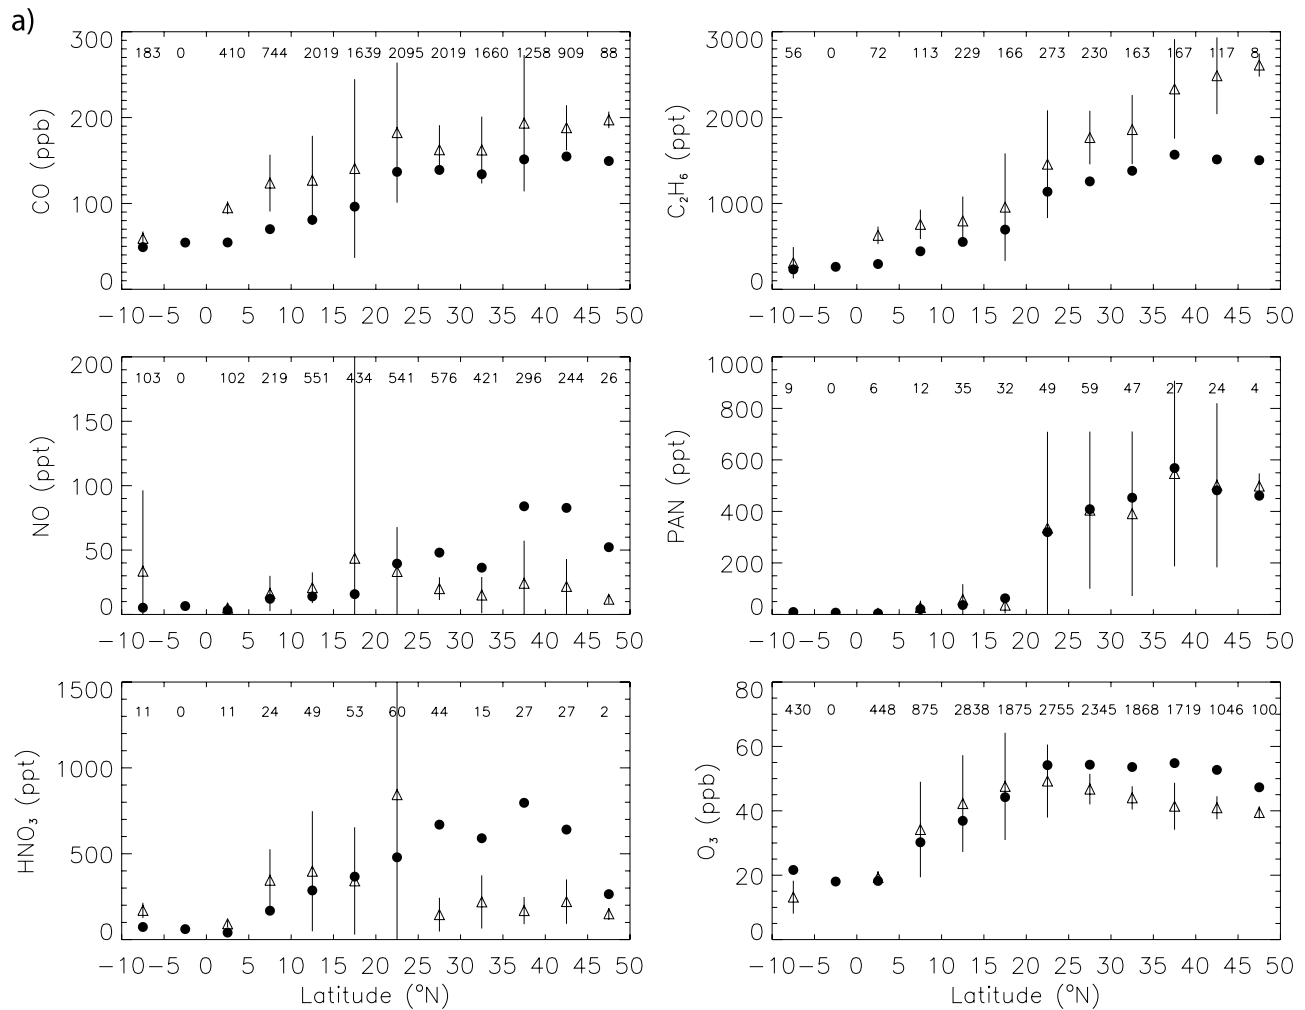 a)
300
200
100
0
CO (ppb)
183 0 410 744 2019 1639 2095 2019 1660 1258 909 88
-10 -5 0 5 10 15 20 25 30 35 40 45 50
3000
2000
1000
0
C₂H₆ (ppt)
56 0 72 113 229 166 273 230 163 167 117 8
-10 -5 0 5 10 15 20 25 30 35 40 45 50
200
150
100
50
0
NO (ppt)
103 0 102 219 551 434 541 576 421 296 244 26
-10 -5 0 5 10 15 20 25 30 35 40 45 50
1000
800
600
400
200
0
PAN (ppt)
9 0 6 12 35 32 49 59 47 27 24 4
-10 -5 0 5 10 15 20 25 30 35 40 45 50
1500
1000
500
0
HNO₃ (ppt)
11 0 11 24 49 53 60 44 15 27 27 2
-10 -5 0 5 10 15 20 25 30 35 40 45 50
Latitude (°N)
80
60
40
20
0
O₃ (ppb)
430 0 448 875 2838 1875 2755 2345 1868 1719 1046 100
-10 -5 0 5 10 15 20 25 30 35 40 45 50
Latitude (°N)